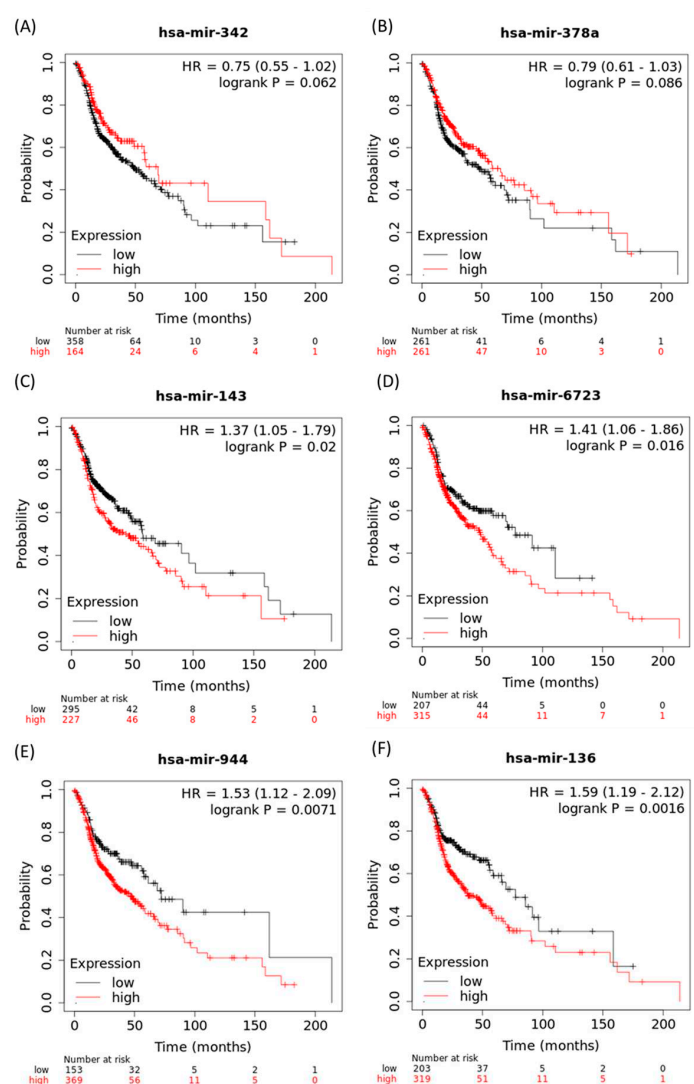 (A)
hsa-mir-342
HR = 0.75 (0.55 - 1.02)
logrank P = 0.062
Probability
1.0
0.8
0.6
0.4
0.2
0.0
Expression
low
high
0 50 100 150 200
Time (months)
Number at risk
low 358 64 10 3 0
high 164 24 6 4 1
(B)
hsa-mir-378a
HR = 0.79 (0.61 - 1.03)
logrank P = 0.086
Probability
1.0
0.8
0.6
0.4
0.2
0.0
Expression
low
high
0 50 100 150 200
Time (months)
Number at risk
low 261 41 6 4 1
high 261 47 10 3 0
(C)
hsa-mir-143
HR = 1.37 (1.05 - 1.79)
logrank P = 0.02
Probability
1.0
0.8
0.6
0.4
0.2
0.0
Expression
low
high
0 50 100 150 200
Time (months)
Number at risk
low 295 42 8 5 1
high 227 46 8 2 0
(D)
hsa-mir-6723
HR = 1.41 (1.06 - 1.86)
logrank P = 0.016
Probability
1.0
0.8
0.6
0.4
0.2
0.0
Expression
low
high
0 50 100 150 200
Time (months)
Number at risk
low 207 44 5 0 0
high 315 44 11 7 1
(E)
hsa-mir-944
HR = 1.53 (1.12 - 2.09)
logrank P = 0.0071
Probability
1.0
0.8
0.6
0.4
0.2
0.0
Expression
low
high
0 50 100 150 200
Time (months)
Number at risk
low 153 32 5 2 1
high 369 56 11 5 0
(F)
hsa-mir-136
HR = 1.59 (1.19 - 2.12)
logrank P = 0.0016
Probability
1.0
0.8
0.6
0.4
0.2
0.0
Expression
low
high
0 50 100 150 200
Time (months)
Number at risk
low 203 37 5 2 0
high 319 51 11 5 1